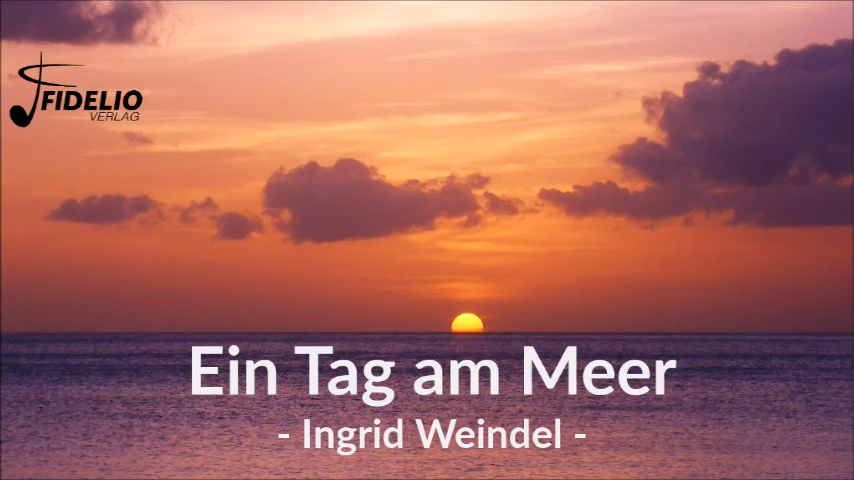 FIDELIO
VERLAG
Ein Tag am Meer
- Ingrid Weindel -